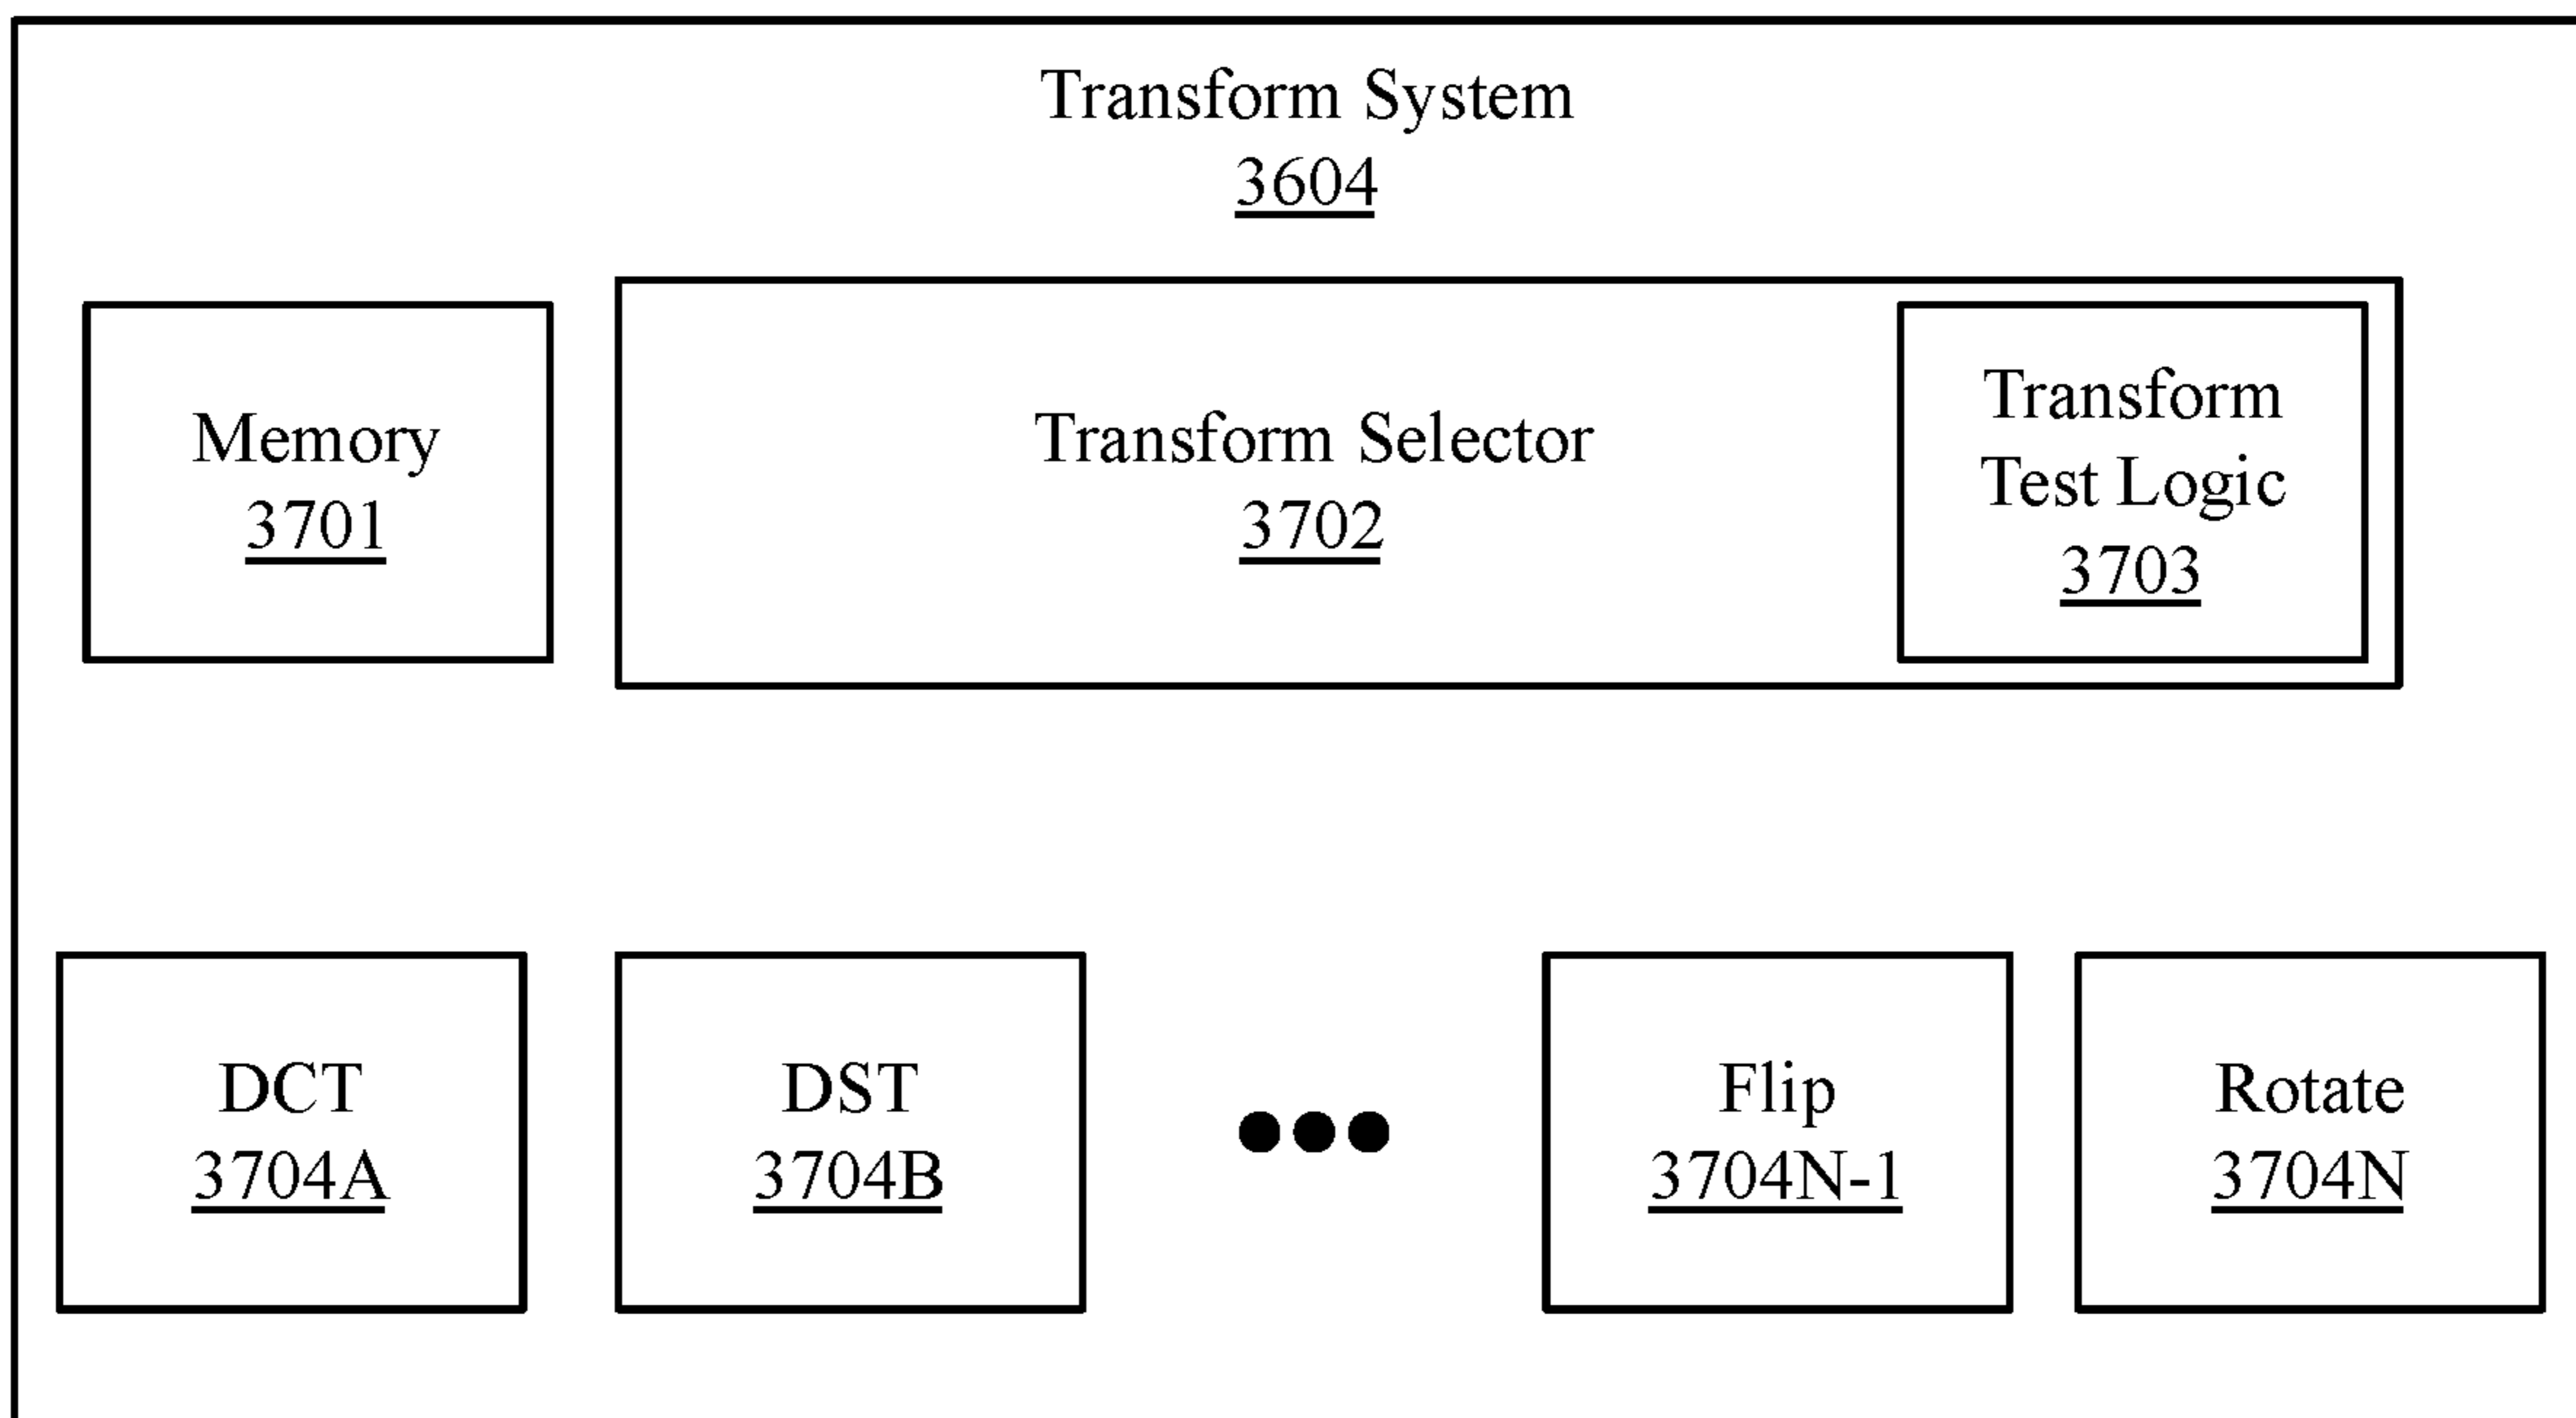 Transform System
3604
Memory
3701
Transform Selector
3702
Transform
Test Logic
3703
DCT
3704A
DST
3704B
Flip
3704N-1
Rotate
3704N